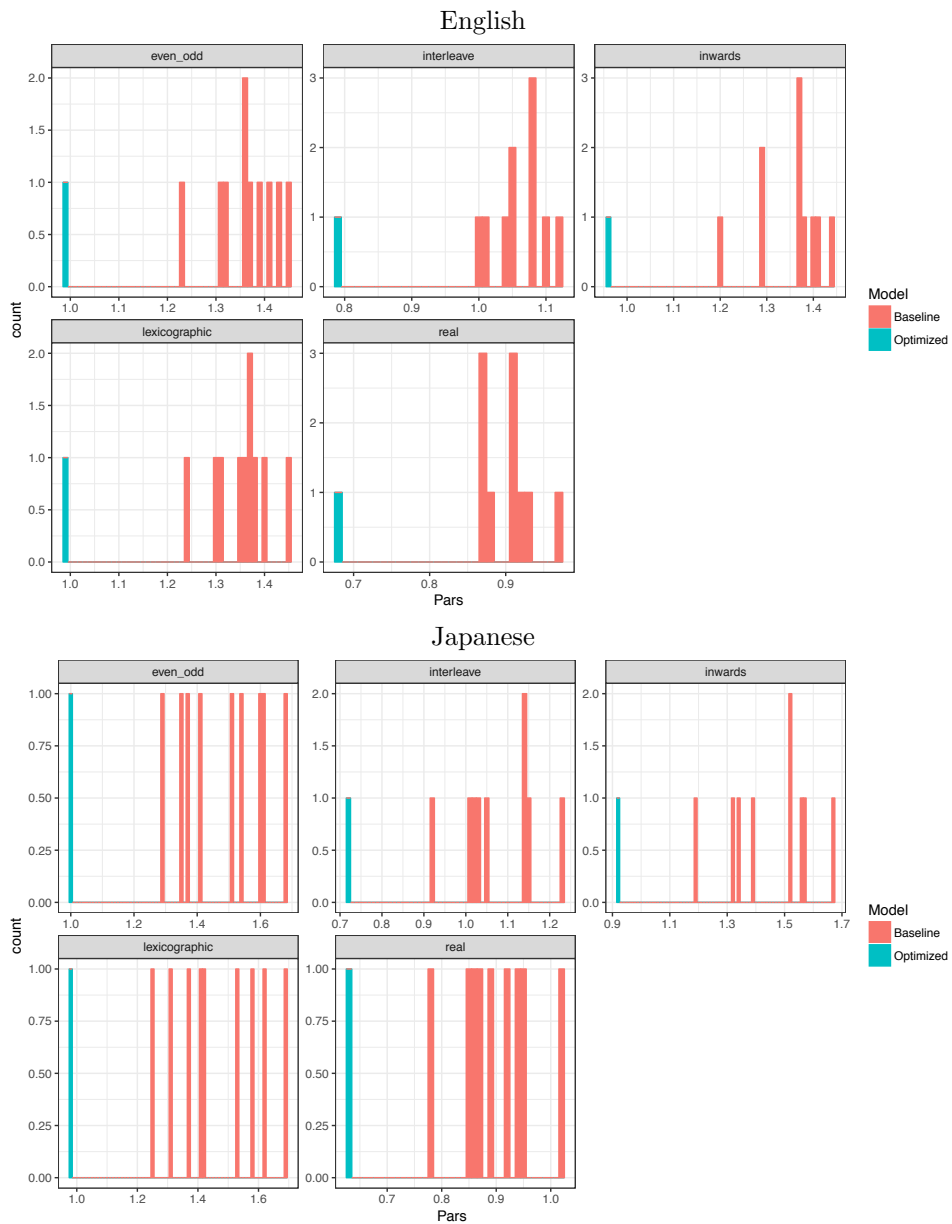 English
even_odd interleave inwards
2.0 3 3
1.5
2 2
1.0
1 1
0.5
0.0 0 0
1.0 1.1 1.2 1.3 1.4 0.8 0.9 1.0 1.1 1.0 1.1 1.2 1.3 1.4
count
lexicographic real
2.0 3
1.5
2
1.0
1
0.5
0.0 0
1.0 1.1 1.2 1.3 1.4 0.7 0.8 0.9
Pars
Model
Baseline
Optimized
Japanese
even_odd interleave inwards
1.00 2.0 2.0
0.75 1.5 1.5
0.50 1.0 1.0
0.25 0.5 0.5
0.00 0.0 0.0
1.0 1.2 1.4 1.6 0.7 0.8 0.9 1.0 1.1 1.2 0.9 1.1 1.3 1.5 1.7
count
lexicographic real
1.00 1.00
0.75 0.75
0.50 0.50
0.25 0.25
0.00 0.00
1.0 1.2 1.4 1.6 0.7 0.8 0.9 1.0
Pars
Model
Baseline
Optimized